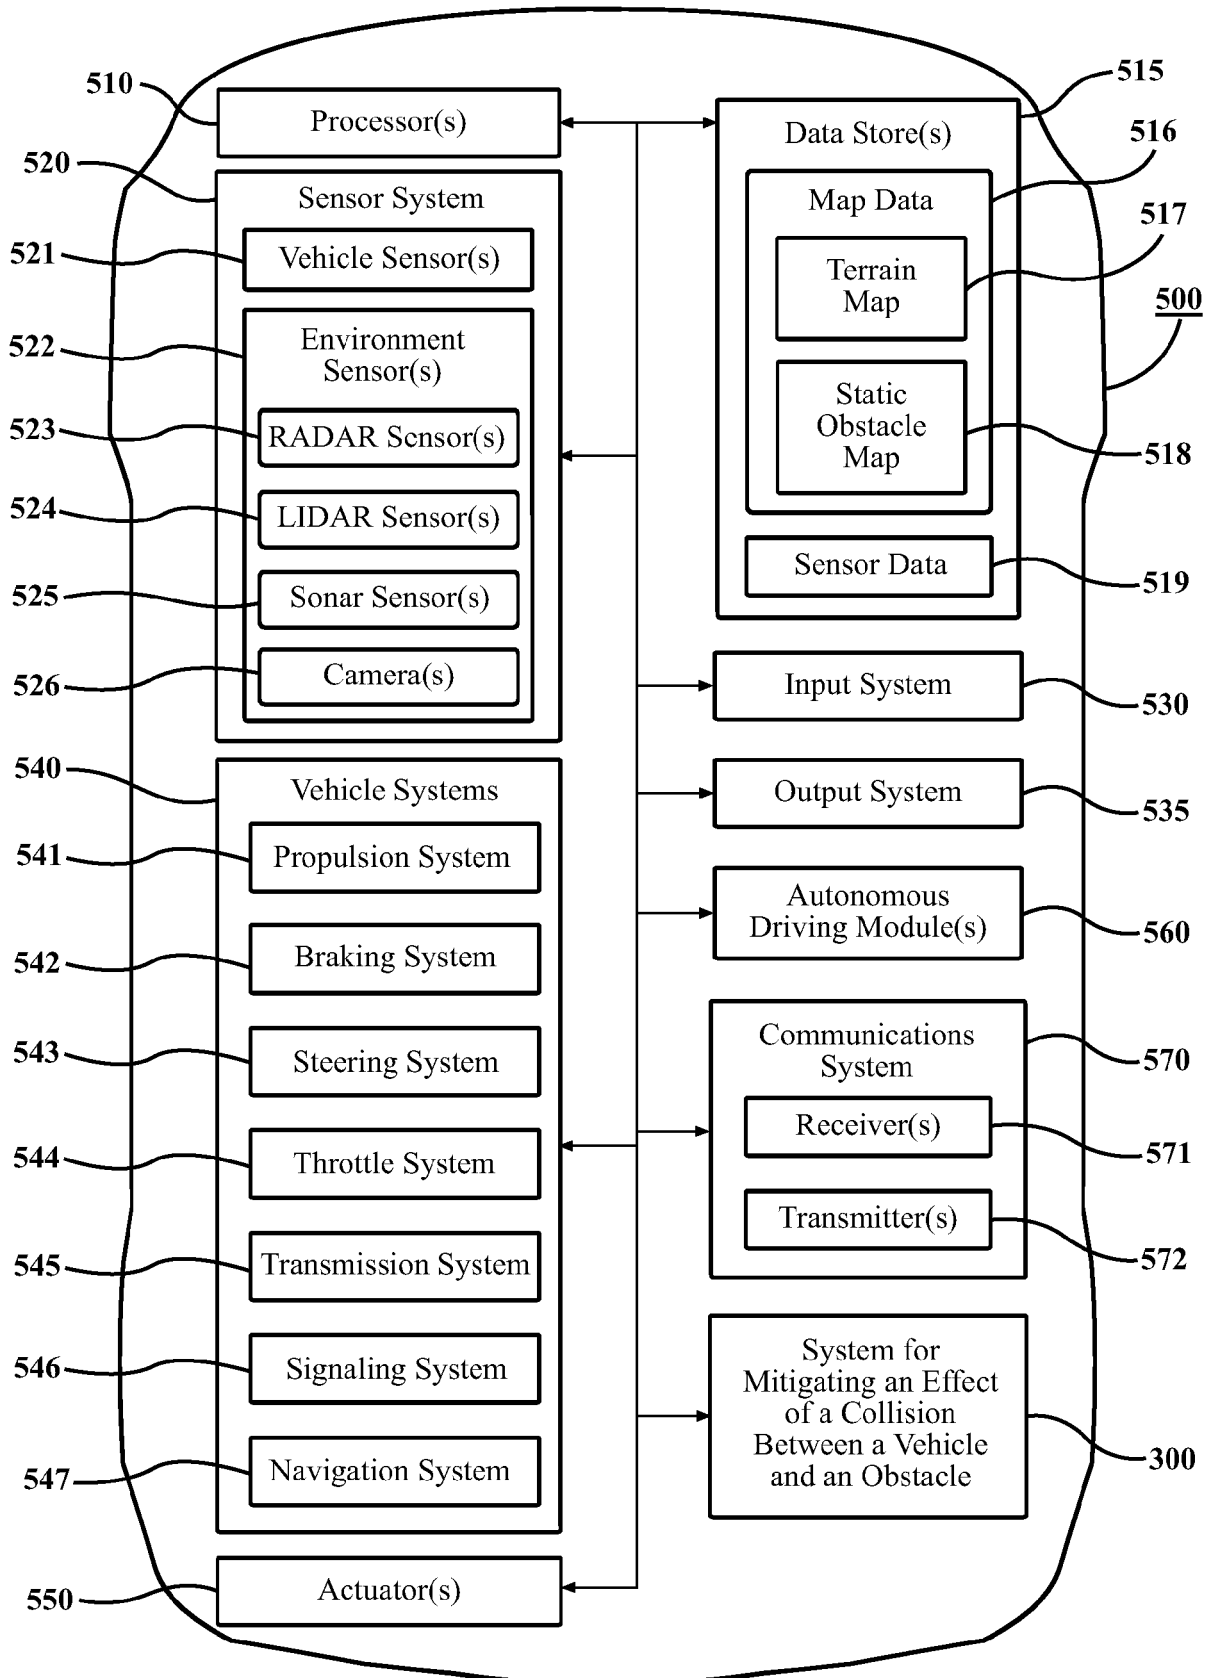 510
Processor(s)
520
Sensor System
521
Vehicle Sensor(s)
522
Environment
Sensor(s)
523
RADAR Sensor(s)
524
LIDAR Sensor(s)
525
Sonar Sensor(s)
526
Camera(s)
540
Vehicle Systems
541
Propulsion System
542
Braking System
543
Steering System
544
Throttle System
545
Transmission System
546
Signaling System
547
Navigation System
550
Actuator(s)
515
Data Store(s)
516
Map Data
517
Terrain
Map
500
Static
Obstacle
Map
518
Sensor Data
519
Input System
530
Output System
535
Autonomous
Driving Module(s)
560
Communications
System
570
Receiver(s)
571
Transmitter(s)
572
System for
Mitigating an Effect
of a Collision
Between a Vehicle
and an Obstacle
300